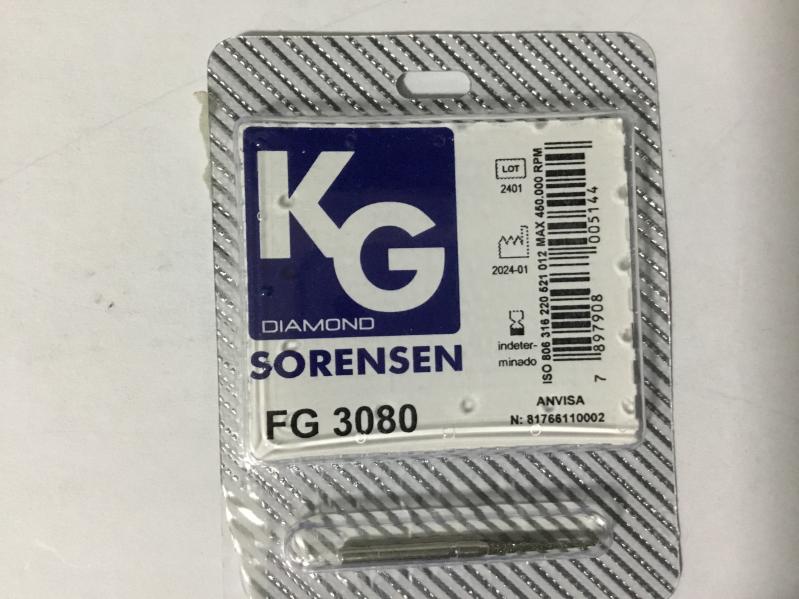 KG
DIAMOND
SORENSEN
FG 3080
LOT
2401
2024-01
indeter-
minado
ISO 806 316 220 521 012 MAX 450.000 RPM
7 897908 005144
ANVISA
N: 81766110002